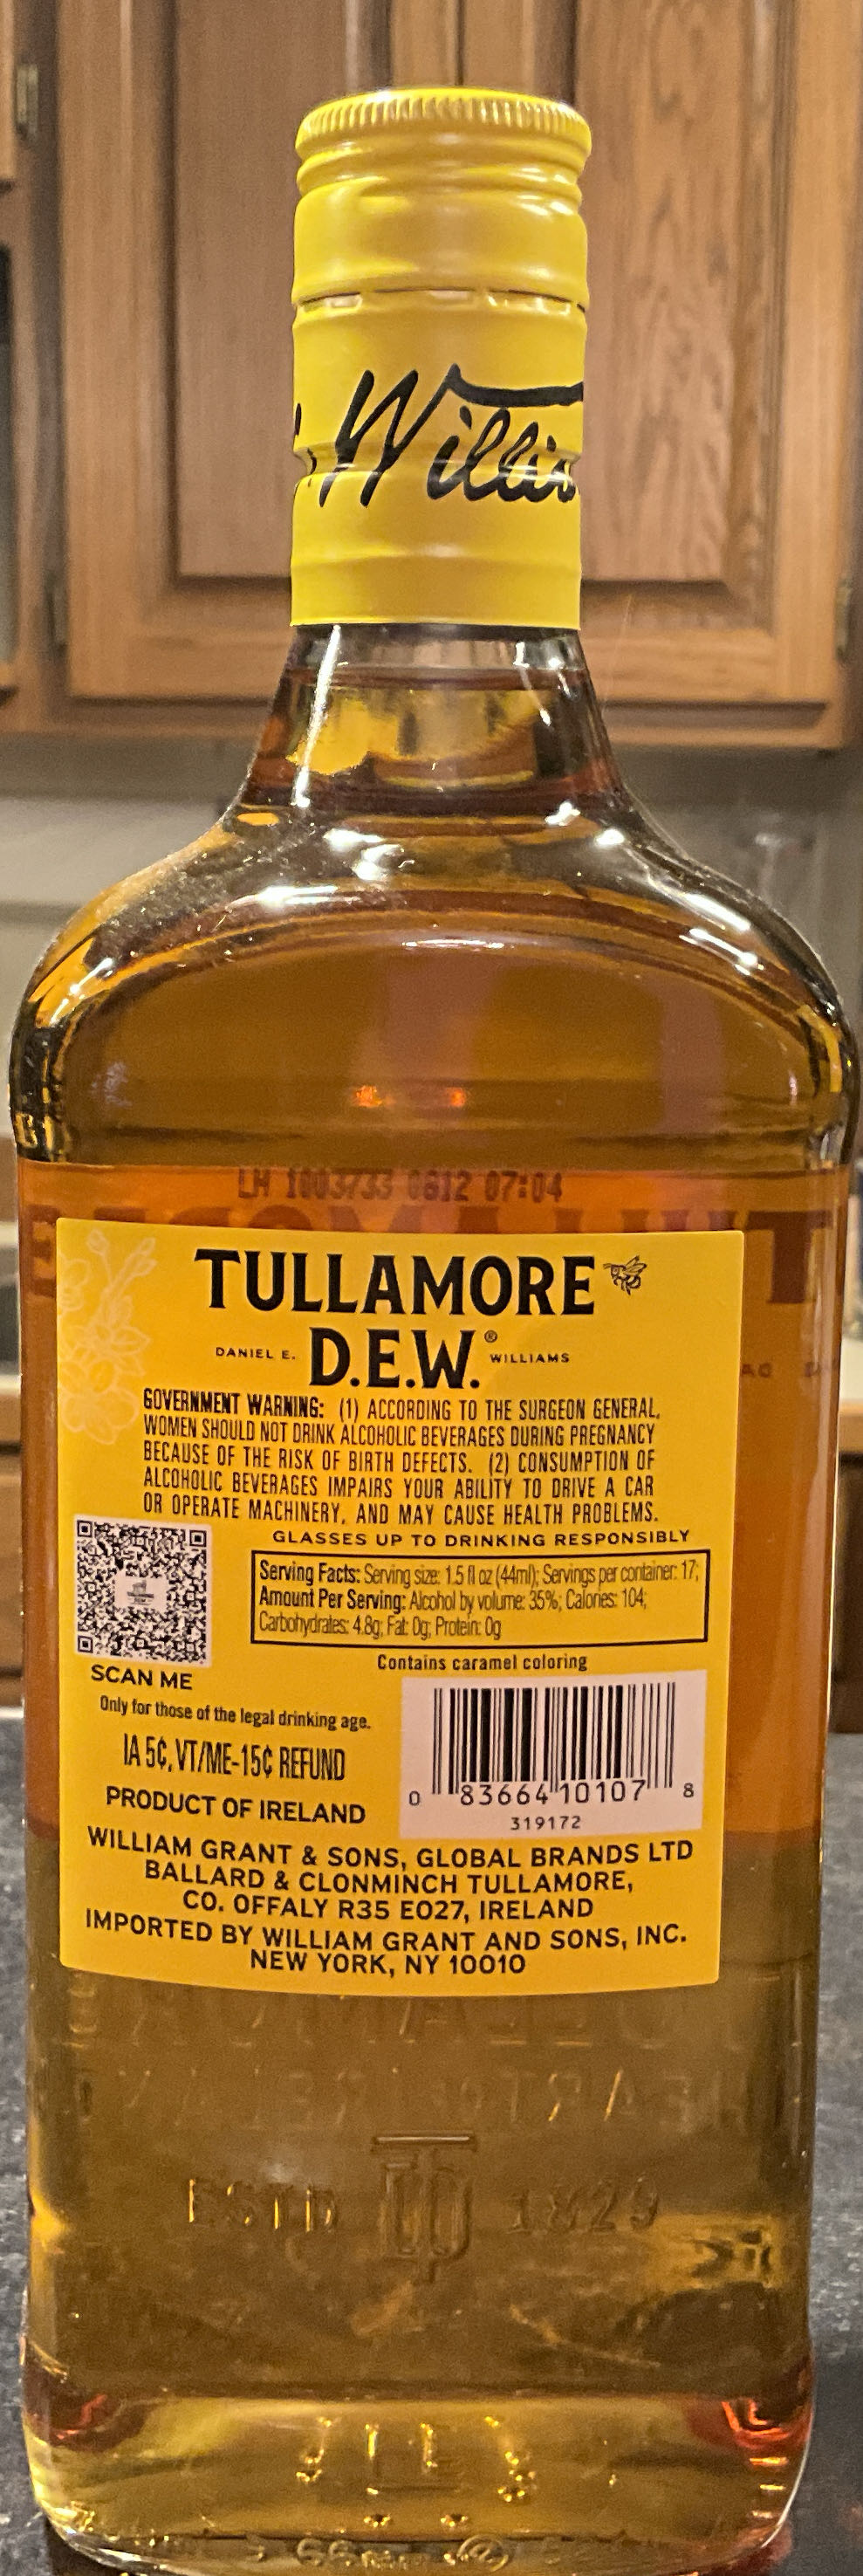 . Willia
LH 1003733 0612 07:04
TULLAMORE
DANIEL E. D.E.W.® WILLIAMS
GOVERNMENT WARNING: (1) ACCORDING TO THE SURGEON GENERAL,
WOMEN SHOULD NOT DRINK ALCOHOLIC BEVERAGES DURING PREGNANCY
BECAUSE OF THE RISK OF BIRTH DEFECTS. (2) CONSUMPTION OF
ALCOHOLIC BEVERAGES IMPAIRS YOUR ABILITY TO DRIVE A CAR
OR OPERATE MACHINERY, AND MAY CAUSE HEALTH PROBLEMS.
GLASSES UP TO DRINKING RESPONSIBLY
Serving Facts: Serving size: 1.5 fl oz (44ml); Servings per container: 17;
Amount Per Serving: Alcohol by volume: 35%; Calories: 104;
Carbohydrates: 4.8g; Fat: 0g; Protein: 0g
Contains caramel coloring
SCAN ME
Only for those of the legal drinking age.
IA 5¢, VT/ME-15¢ REFUND
PRODUCT OF IRELAND
0 83664 10107 8
319172
WILLIAM GRANT & SONS, GLOBAL BRANDS LTD
BALLARD & CLONMINCH TULLAMORE,
CO. OFFALY R35 E027, IRELAND
IMPORTED BY WILLIAM GRANT AND SONS, INC.
NEW YORK, NY 10010
ESTD TD 1829